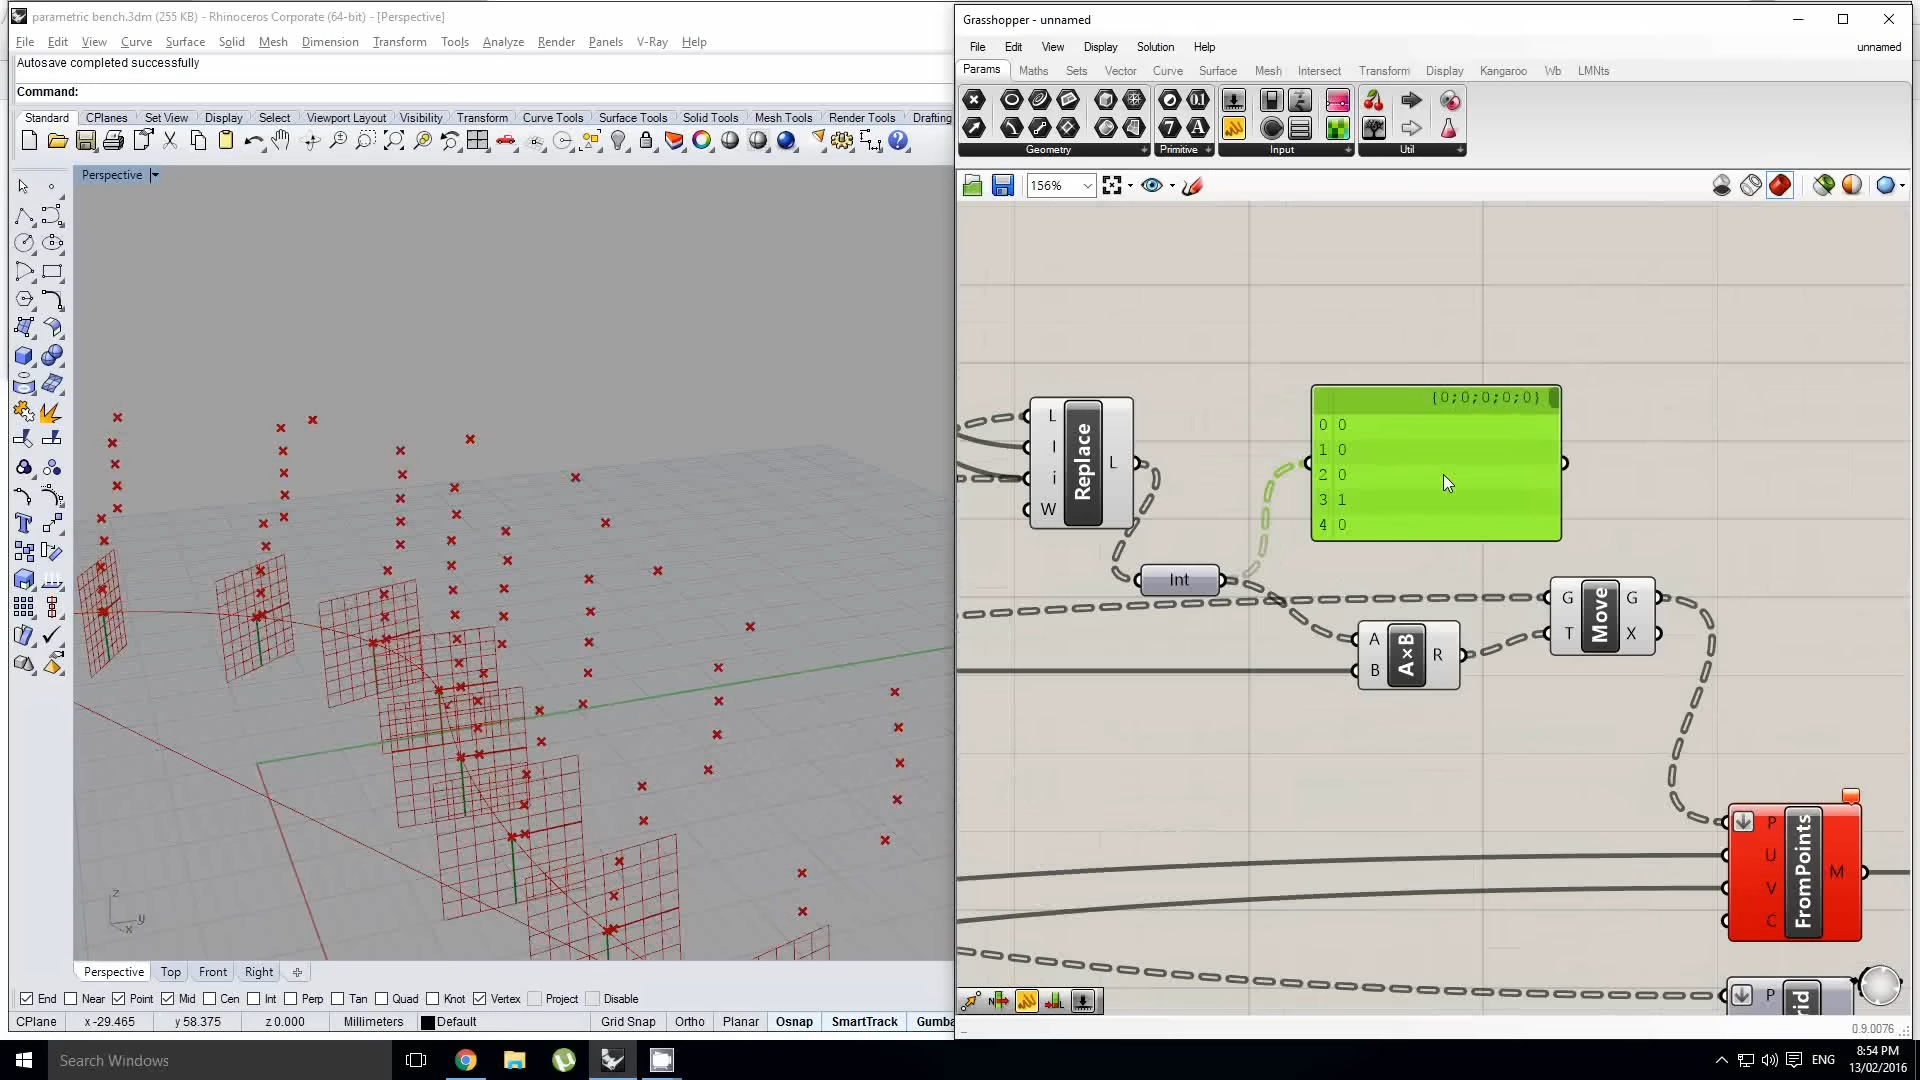 parametric bench.3dm (255 KB) - Rhinoceros Corporate (64-bit) - [Perspective]
File Edit View Curve Surface Solid Mesh Dimension Transform Tools Analyze Render Panels V-Ray Help
Autosave completed successfully
Command:
Standard CPlanes Set View Display Select Viewport Layout Visibility Transform Curve Tools Surface Tools Solid Tools Mesh Tools Render Tools Drafting
Perspective
z
y
x
Perspective Top Front Right
End Near Point Mid Cen Int Perp Tan Quad Knot Vertex Project Disable
CPlane x -29.465 y 58.375 z 0.000 Millimeters Default Grid Snap Ortho Planar Osnap SmartTrack Gumba
Grasshopper - unnamed
File Edit View Display Solution Help unnamed
Params Maths Sets Vector Curve Surface Mesh Intersect Transform Display Kangaroo Wb LMNts
Geometry Primitive Input Util
156%
L
I
i
W
Replace
L
{0;0;0;0;0}
0 0
1 0
2 0
3 1
4 0
Int
A
B
A×B
R
G
T
Move
G
X
P
U
V
C
FromPoints
M
P
rid
0.9.0076
Search Windows
ENG
8:54 PM
13/02/2016